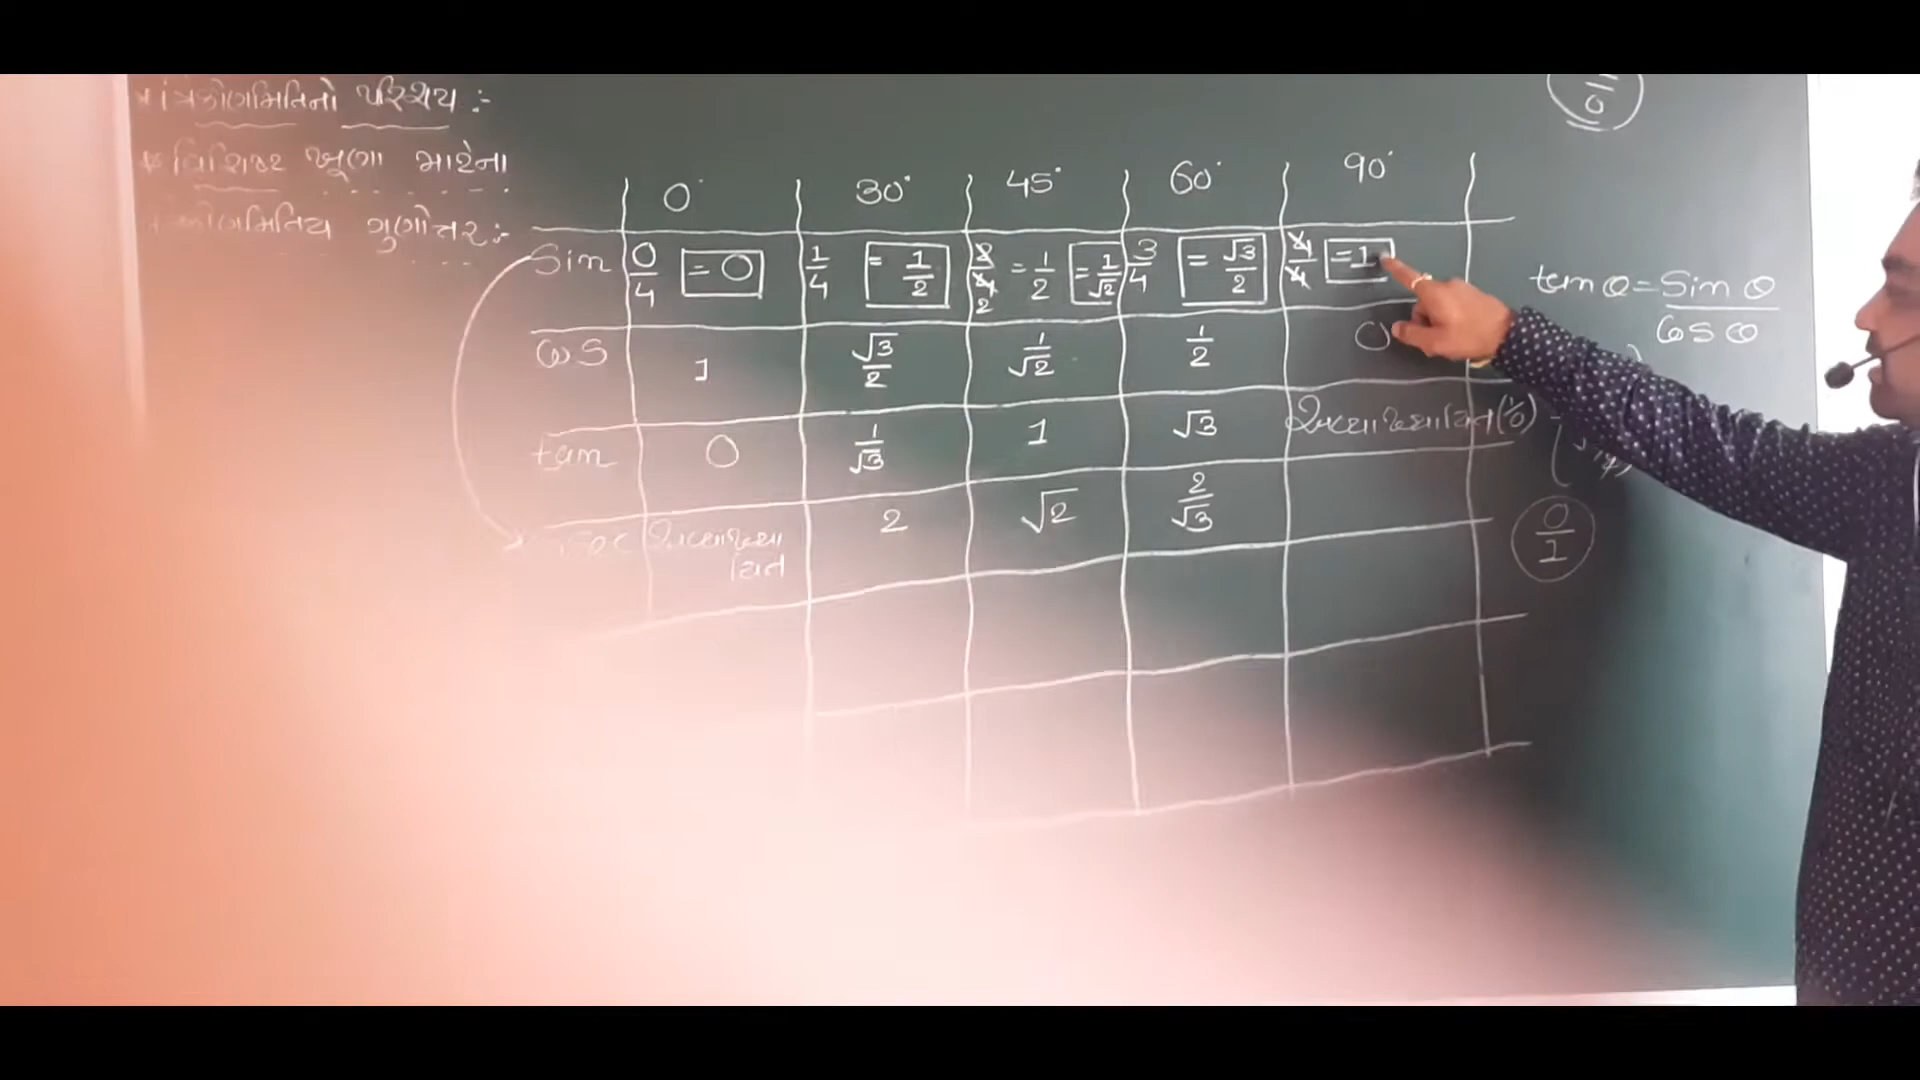 ત્રિકોણમિતિનો પરિચય :-
* વિશિષ્ટ ખૂણા માટેના
ત્રિકોણમિતિય ગુણોત્તર :-
0
0° 30° 45° 60° 90°
Sin 0/4 = 0 1/4 = 1/2 2/4 2 = 1/2 = 1/√2 3/4 = √3/2 4/4 = 1
cos 1 √3/2 1/√2 1/2 0
tan 0 1/√3 1 √3 અવ્યાખ્યાયિત (1/0)
અવ્યાખ્યા યિત 2 √2 2/√3
tan θ = Sin θ / cos θ
0/1